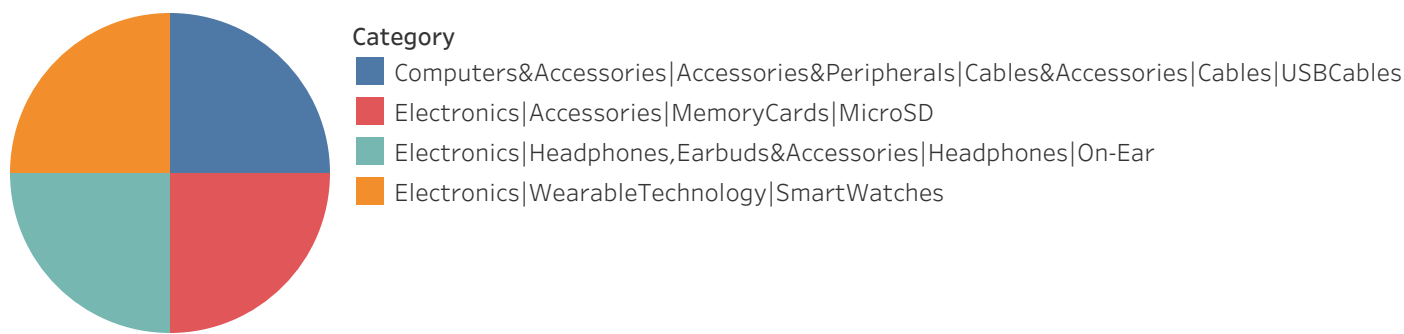 Category
Computers&Accessories|Accessories&Peripherals|Cables&Accessories|Cables|USBCables
Electronics|Accessories|MemoryCards|MicroSD
Electronics|Headphones,Earbuds&Accessories|Headphones|On-Ear
Electronics|WearableTechnology|SmartWatches